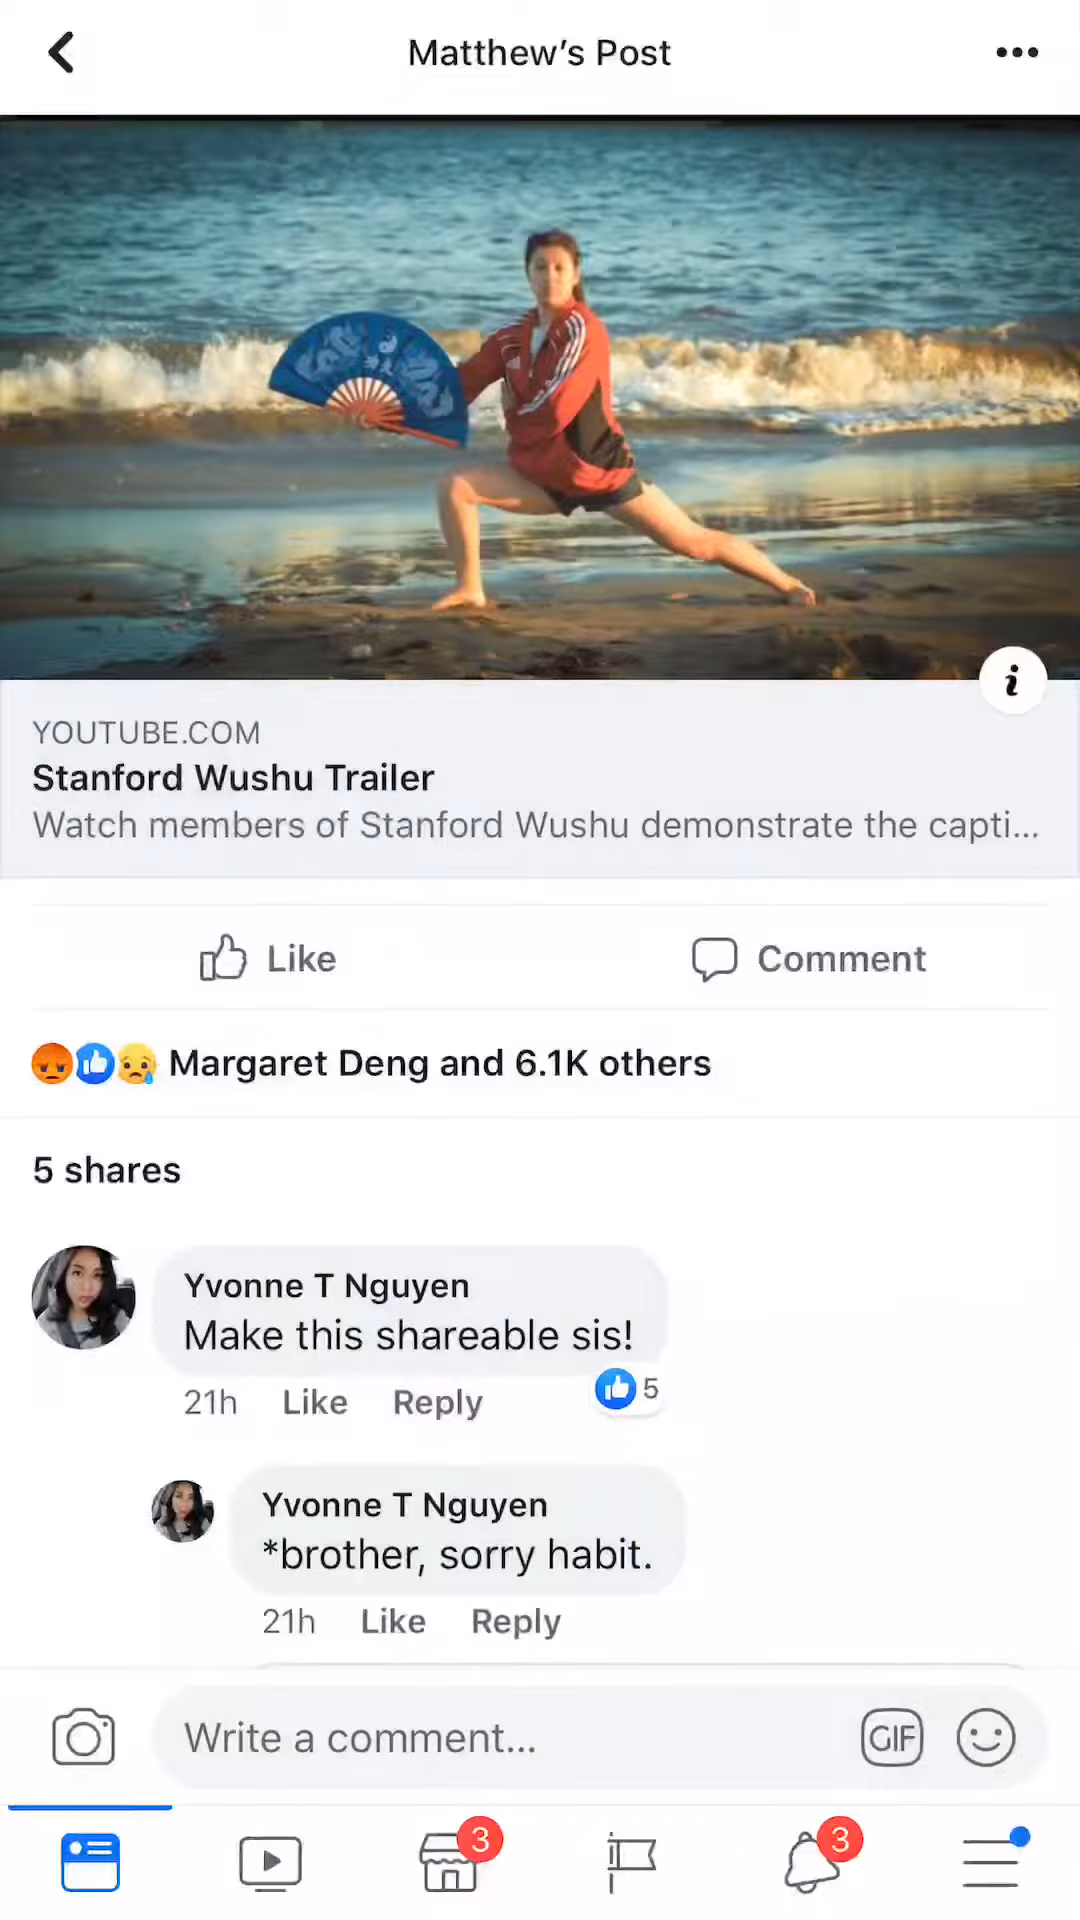 Matthew's Post
YOUTUBE.COM
Stanford Wushu Trailer
Watch members of Stanford Wushu demonstrate the capti...
Like
Comment
Margaret Deng and 6.1K others
5 shares
Yvonne T Nguyen
Make this shareable sis!
21h Like Reply 5
Yvonne T Nguyen
*brother, sorry habit.
21h Like Reply
Write a comment...
GIF
3
3